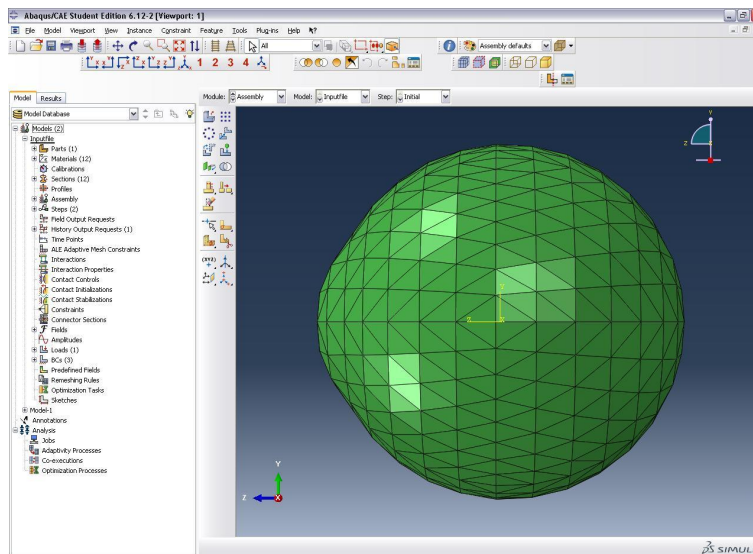 Abaqus/CAE Student Edition 6.12-2 [Viewport: 1]
File Model Viewport View Instance Constraint Feature Tools Plug-ins Help
All
Assembly defaults
1 2 3 4
Model Results
Module: Assembly Model: Inputfile Step: Initial
Model Database
Models (2)
Inputfile
Parts (1)
Materials (12)
Calibrations
Sections (12)
Profiles
Assembly
Steps (2)
Field Output Requests
History Output Requests (1)
Time Points
ALE Adaptive Mesh Constraints
Interactions
Interaction Properties
Contact Controls
Contact Initializations
Contact Stabilizations
Constraints
Connector Sections
Fields
Amplitudes
Loads (1)
BCs (3)
Predefined Fields
Remeshing Rules
Optimization Tasks
Sketches
Model-1
Annotations
Analysis
Jobs
Adaptivity Processes
Co-executions
Optimization Processes
(XYZ)
Y
Z
Y
Z X
SIMUL